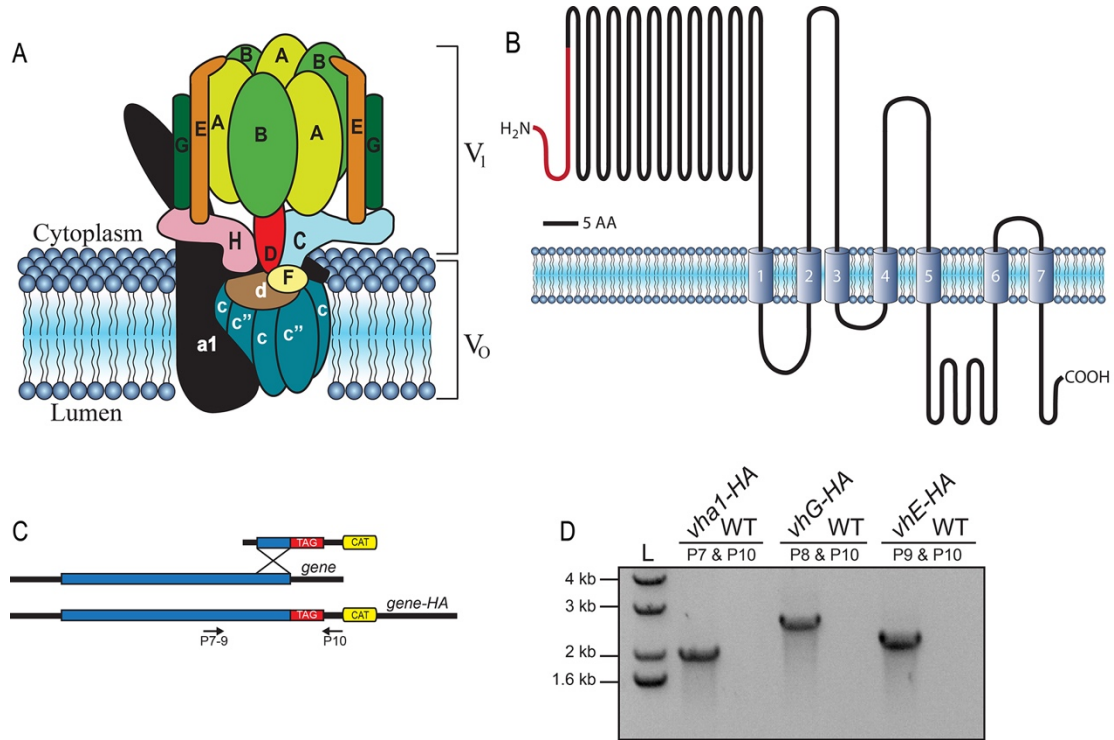 A
B A B
A A
B
E E
G G
V₁
Cytoplasm
H D C
F
d
c c
c” c c”
a1
V₀
Lumen
B
H₂N
5 AA
1 2 3 4 5 6 7
COOH
C
TAG CAT
gene
gene-HA
TAG CAT
P7-9 P10
D
vha1-HA WT vhG-HA WT vhE-HA WT
L P7 & P10 P8 & P10 P9 & P10
4 kb
3 kb
2 kb
1.6 kb